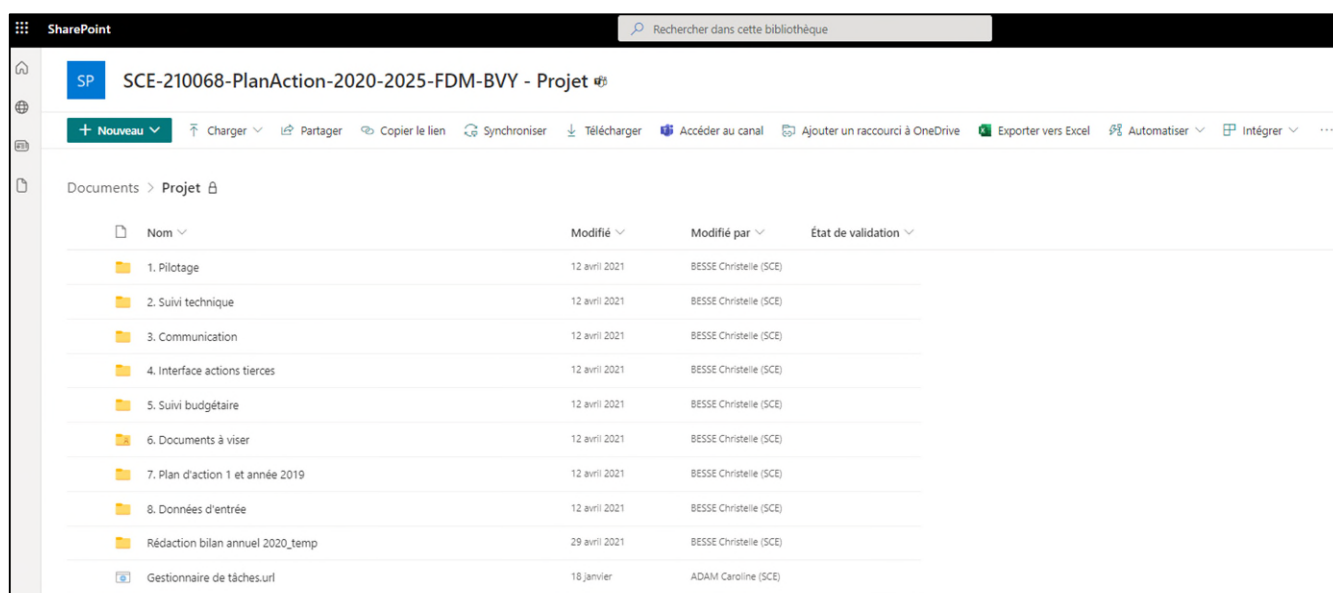 SharePoint
Rechercher dans cette bibliothèque
SP
SCE-210068-PlanAction-2020-2025-FDM-BVY - Projet
+ Nouveau Charger Partager Copier le lien Synchroniser Télécharger Accéder au canal Ajouter un raccourci à OneDrive Exporter vers Excel Automatiser Intégrer ...
Documents > Projet
Nom Modifié Modifié par État de validation
1. Pilotage 12 avril 2021 BESSE Christelle (SCE)
2. Suivi technique 12 avril 2021 BESSE Christelle (SCE)
3. Communication 12 avril 2021 BESSE Christelle (SCE)
4. Interface actions tierces 12 avril 2021 BESSE Christelle (SCE)
5. Suivi budgétaire 12 avril 2021 BESSE Christelle (SCE)
6. Documents à viser 12 avril 2021 BESSE Christelle (SCE)
7. Plan d'action 1 et année 2019 12 avril 2021 BESSE Christelle (SCE)
8. Données d'entrée 12 avril 2021 BESSE Christelle (SCE)
Rédaction bilan annuel 2020_temp 29 avril 2021 BESSE Christelle (SCE)
Gestionnaire de tâches.url 18 janvier ADAM Caroline (SCE)